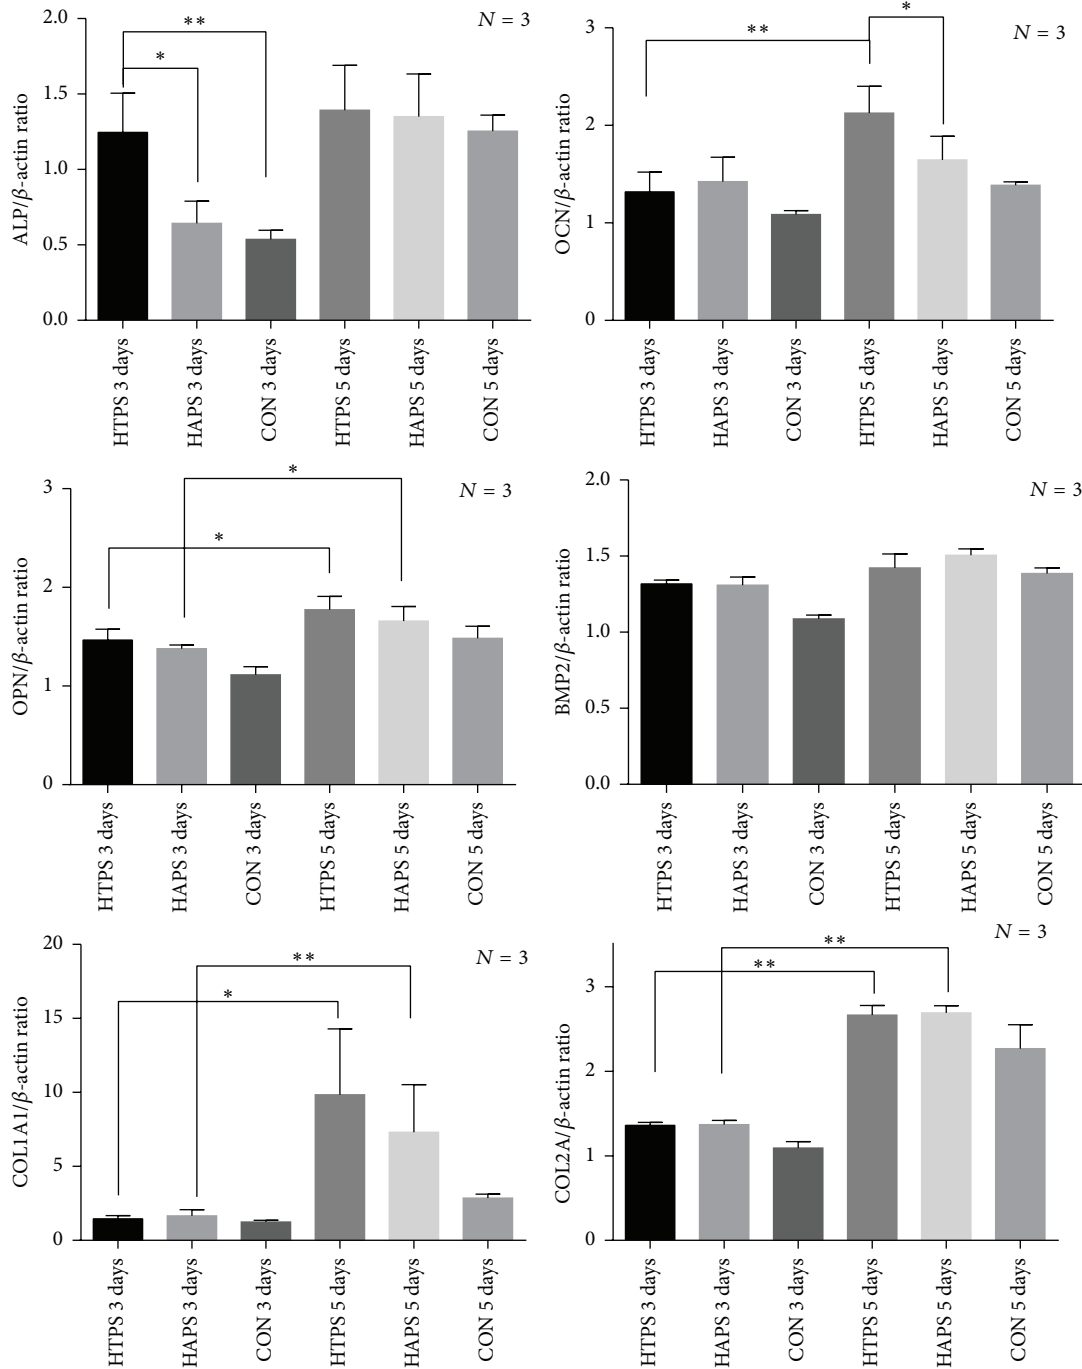 N = 3
**
*
ALP/β-actin ratio
2.0
1.5
1.0
0.5
0.0
HTPS 3 days
HAPS 3 days
CON 3 days
HTPS 5 days
HAPS 5 days
CON 5 days
N = 3
*
**
OCN/β-actin ratio
3
2
1
0
HTPS 3 days
HAPS 3 days
CON 3 days
HTPS 5 days
HAPS 5 days
CON 5 days
N = 3
*
*
OPN/β-actin ratio
3
2
1
0
HTPS 3 days
HAPS 3 days
CON 3 days
HTPS 5 days
HAPS 5 days
CON 5 days
N = 3
BMP2/β-actin ratio
2.0
1.5
1.0
0.5
0.0
HTPS 3 days
HAPS 3 days
CON 3 days
HTPS 5 days
HAPS 5 days
CON 5 days
N = 3
**
*
COL1A1/β-actin ratio
20
15
10
5
0
HTPS 3 days
HAPS 3 days
CON 3 days
HTPS 5 days
HAPS 5 days
CON 5 days
N = 3
**
**
COL2A/β-actin ratio
3
2
1
0
HTPS 3 days
HAPS 3 days
CON 3 days
HTPS 5 days
HAPS 5 days
CON 5 days